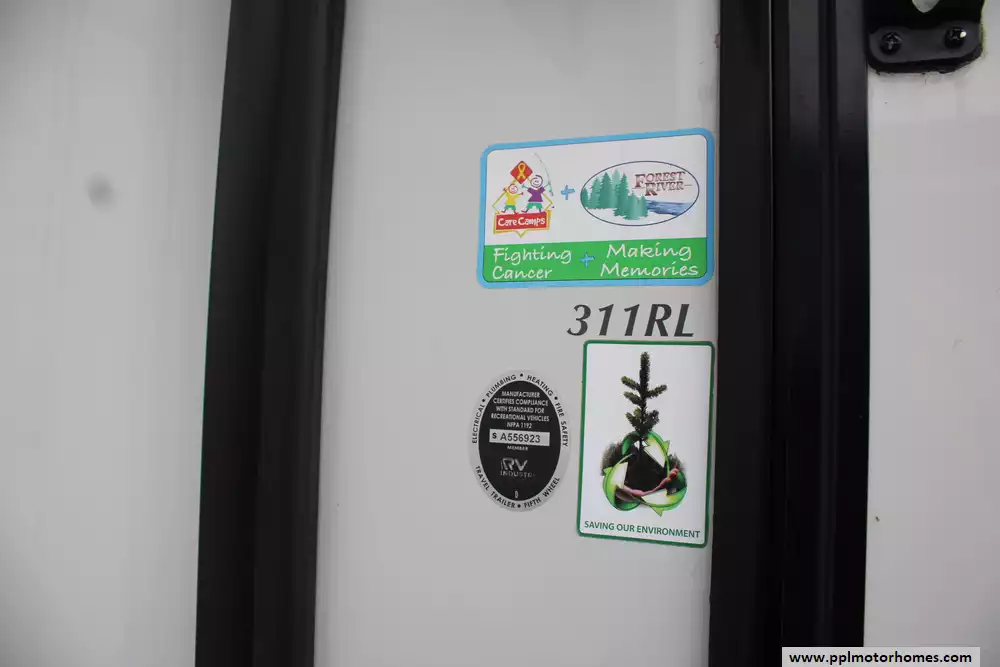 Care Camps
+
FOREST
RIVER
Fighting
Cancer
+
Making
Memories
311RL
ELECTRICAL • PLUMBING • HEATING • FIRE SAFETY
MANUFACTURER
CERTIFIES COMPLIANCE
WITH STANDARD FOR
RECREATIONAL VEHICLES
NFPA 1192
S A556923
MEMBER
RV
INDUSTRY
D
TRAVEL TRAILER • FIFTH WHEEL
SAVING OUR ENVIRONMENT
www.pplmotorhomes.com